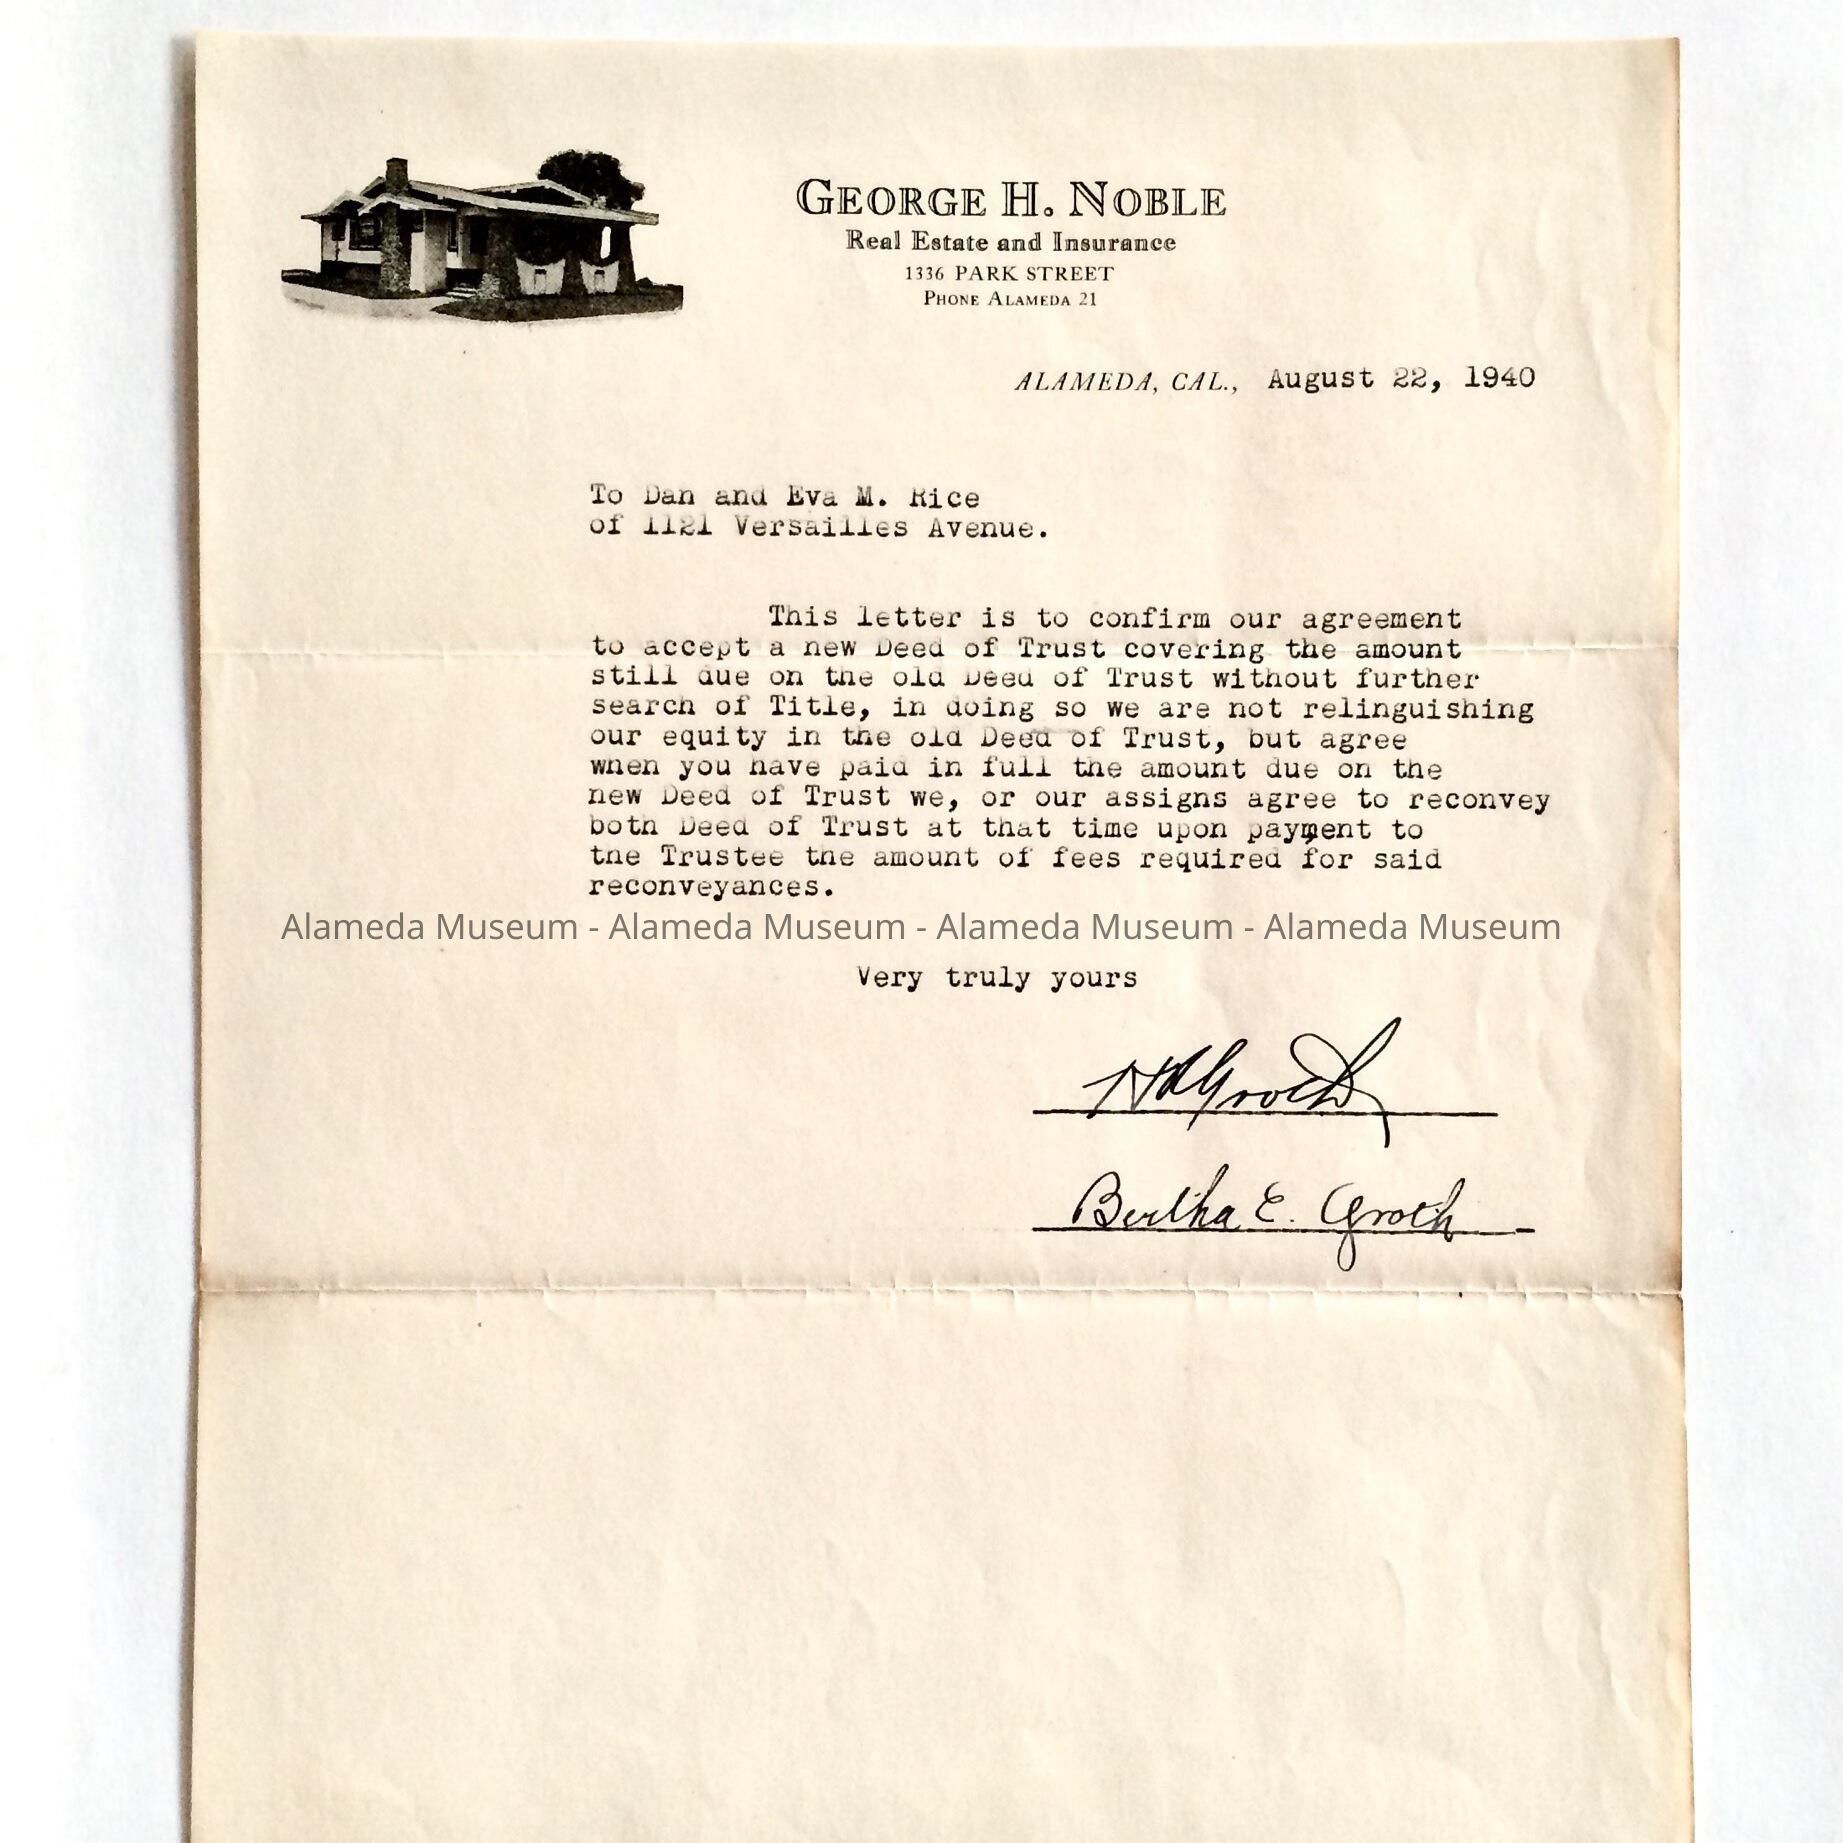 GEORGE H. NOBLE
Real Estate and Insurance
1336 PARK STREET
PHONE ALAMEDA 21
ALAMEDA, CAL., August 22, 1940
To Dan and Eva M. Rice
of 1121 Versailles Avenue.
This letter is to confirm our agreement
to accept a new Deed of Trust covering the amount
still due on the old Deed of Trust without further
search of Title, in doing so we are not relinguishing
our equity in the old Deed of Trust, but agree
when you have paid in full the amount due on the
new Deed of Trust we, or our assigns agree to reconvey
both Deed of Trust at that time upon payment to
the Trustee the amount of fees required for said
reconveyances.
Alameda Museum - Alameda Museum - Alameda Museum - Alameda Museum
Very truly yours
Groth
Bertha E. Groth